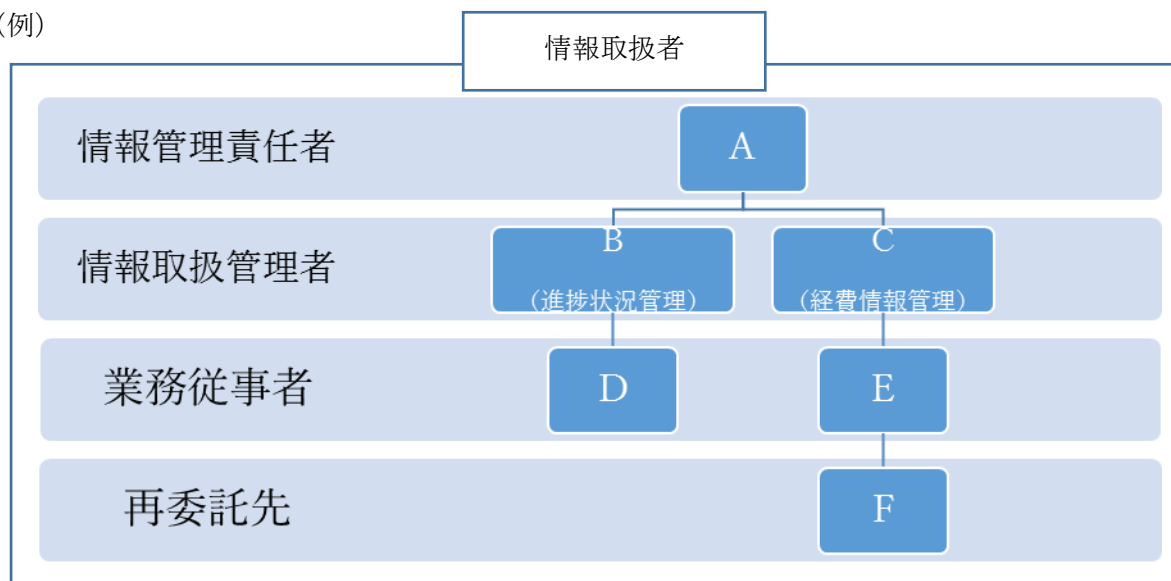 (例)
情報取扱者
情報管理責任者
A
情報取扱管理者
B
(進捗状況管理)
C
(経費情報管理)
業務従事者
D
E
再委託先
F